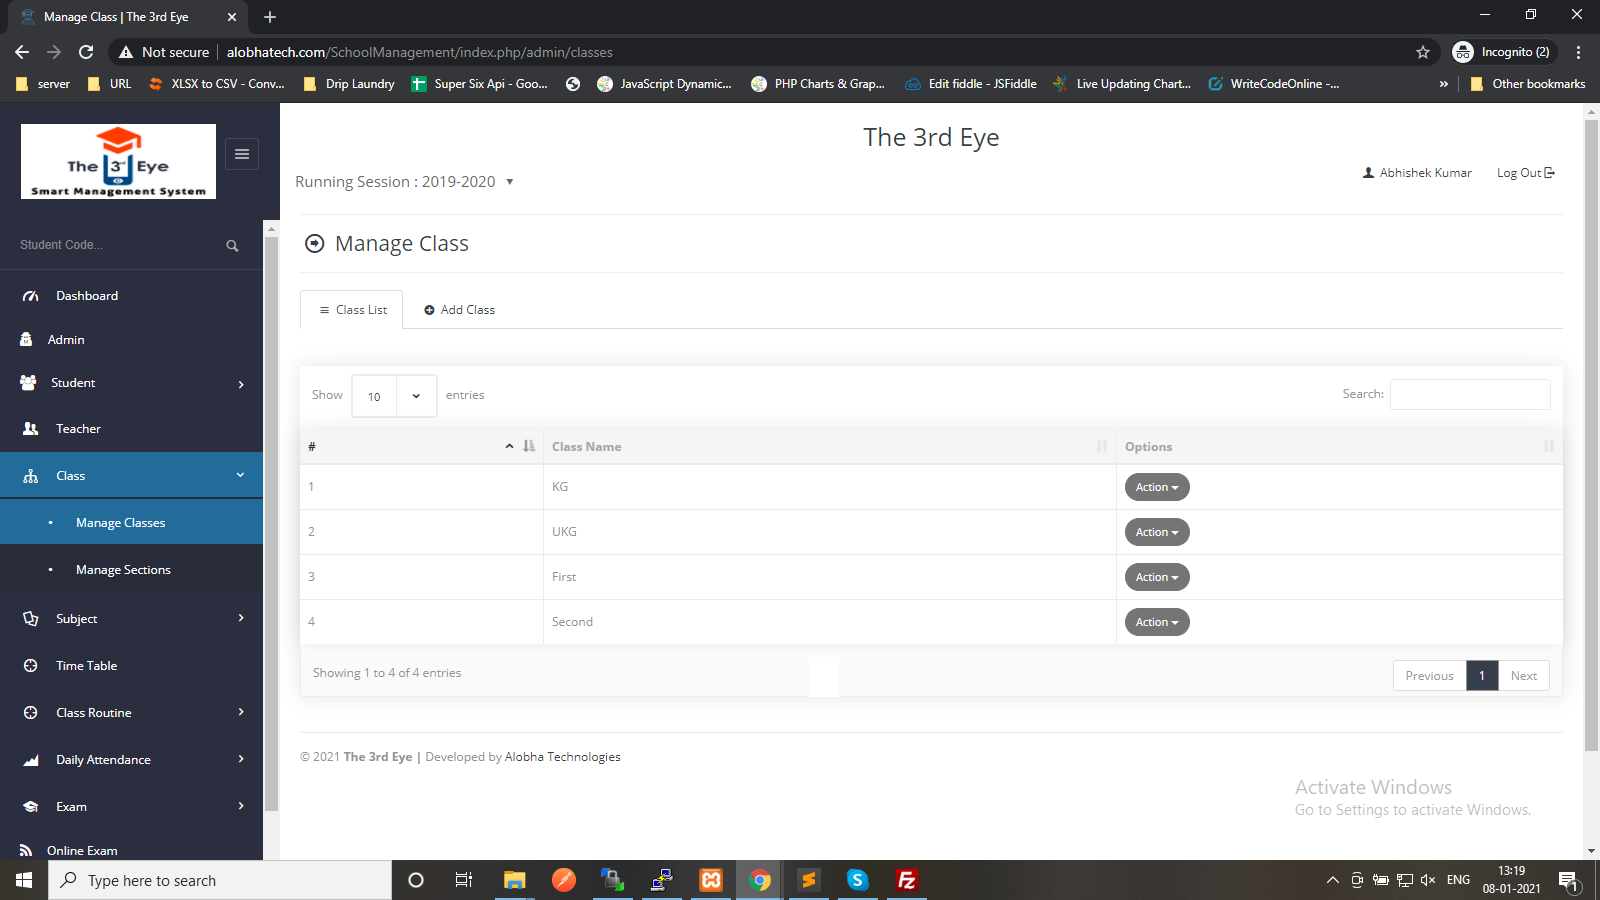 Manage Class | The 3rd Eye
Not secure
alobhatech.com/SchoolManagement/index.php/admin/classes
Incognito (2)
server
URL
XLSX to CSV - Conv...
Drip Laundry
Super Six Api - Goo...
JavaScript Dynamic...
PHP Charts & Grap...
Edit fiddle - JSFiddle
Live Updating Chart...
WriteCodeOnline -...
»
Other bookmarks
The 3rd Eye
Smart Management System
Student Code...
Dashboard
Admin
Student
Teacher
Class
Manage Classes
Manage Sections
Subject
Time Table
Class Routine
Daily Attendance
Exam
Online Exam
The 3rd Eye
Running Session : 2019-2020
Abhishek Kumar
Log Out
Manage Class
Class List
Add Class
Show 10 entries
Search:
# Class Name Options
1 KG Action
2 UKG Action
3 First Action
4 Second Action
Showing 1 to 4 of 4 entries
Previous 1 Next
© 2021 The 3rd Eye | Developed by Alobha Technologies
Activate Windows
Go to Settings to activate Windows.
Type here to search
ENG
13:19
08-01-2021
1